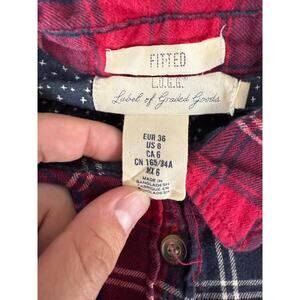 FITTED
L.O.G.G.
Label of Graded Goods
EUR 36
US 6
CA 6
CN 165/84A
MX 6
MADE IN
BANGLADESH